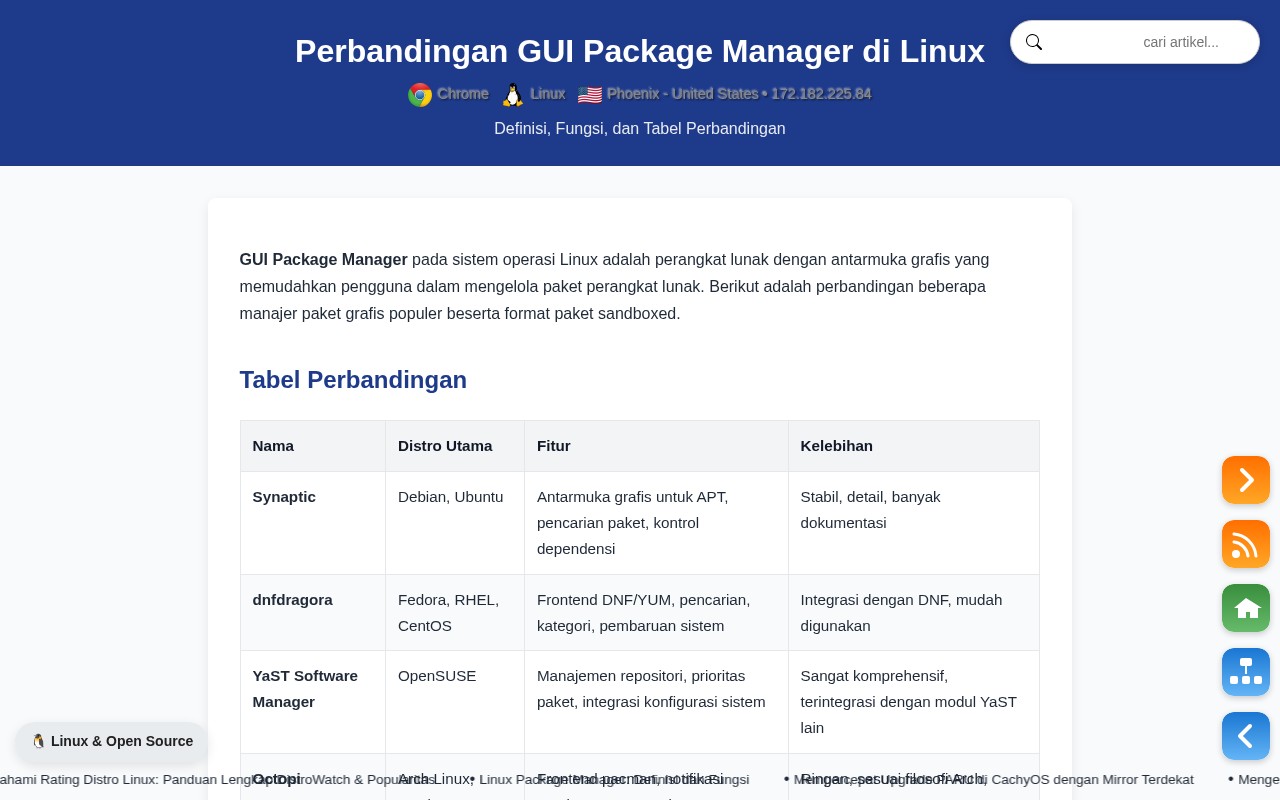 Perbandingan GUI Package Manager di Linux
cari artikel...
Chrome Linux Phoenix - United States • 172.182.225.84
Definisi, Fungsi, dan Tabel Perbandingan
GUI Package Manager pada sistem operasi Linux adalah perangkat lunak dengan antarmuka grafis yang
memudahkan pengguna dalam mengelola paket perangkat lunak. Berikut adalah perbandingan beberapa
manajer paket grafis populer beserta format paket sandboxed.
Tabel Perbandingan
Nama Distro Utama Fitur Kelebihan
Synaptic Debian, Ubuntu Antarmuka grafis untuk APT, Stabil, detail, banyak
pencarian paket, kontrol dokumentasi
dependensi
dnfdragora Fedora, RHEL, Frontend DNF/YUM, pencarian, Integrasi dengan DNF, mudah
CentOS kategori, pembaruan sistem digunakan
YaST Software OpenSUSE Manajemen repositori, prioritas Sangat komprehensif,
Manager paket, integrasi konfigurasi sistem terintegrasi dengan modul YaST
lain
🐧 Linux & Open Source
Octopi Arch Linux, Frontend pacman, notifikasi Ringan, sesuai filosofi Arch,
ahami Rating Distro Linux: Panduan Lengkap DistroWatch & Popularitas • Linux Package Manager: Definisi dan Fungsi • Mempercepat Upgrade PARU di CachyOS dengan Mirror Terdekat • Menge